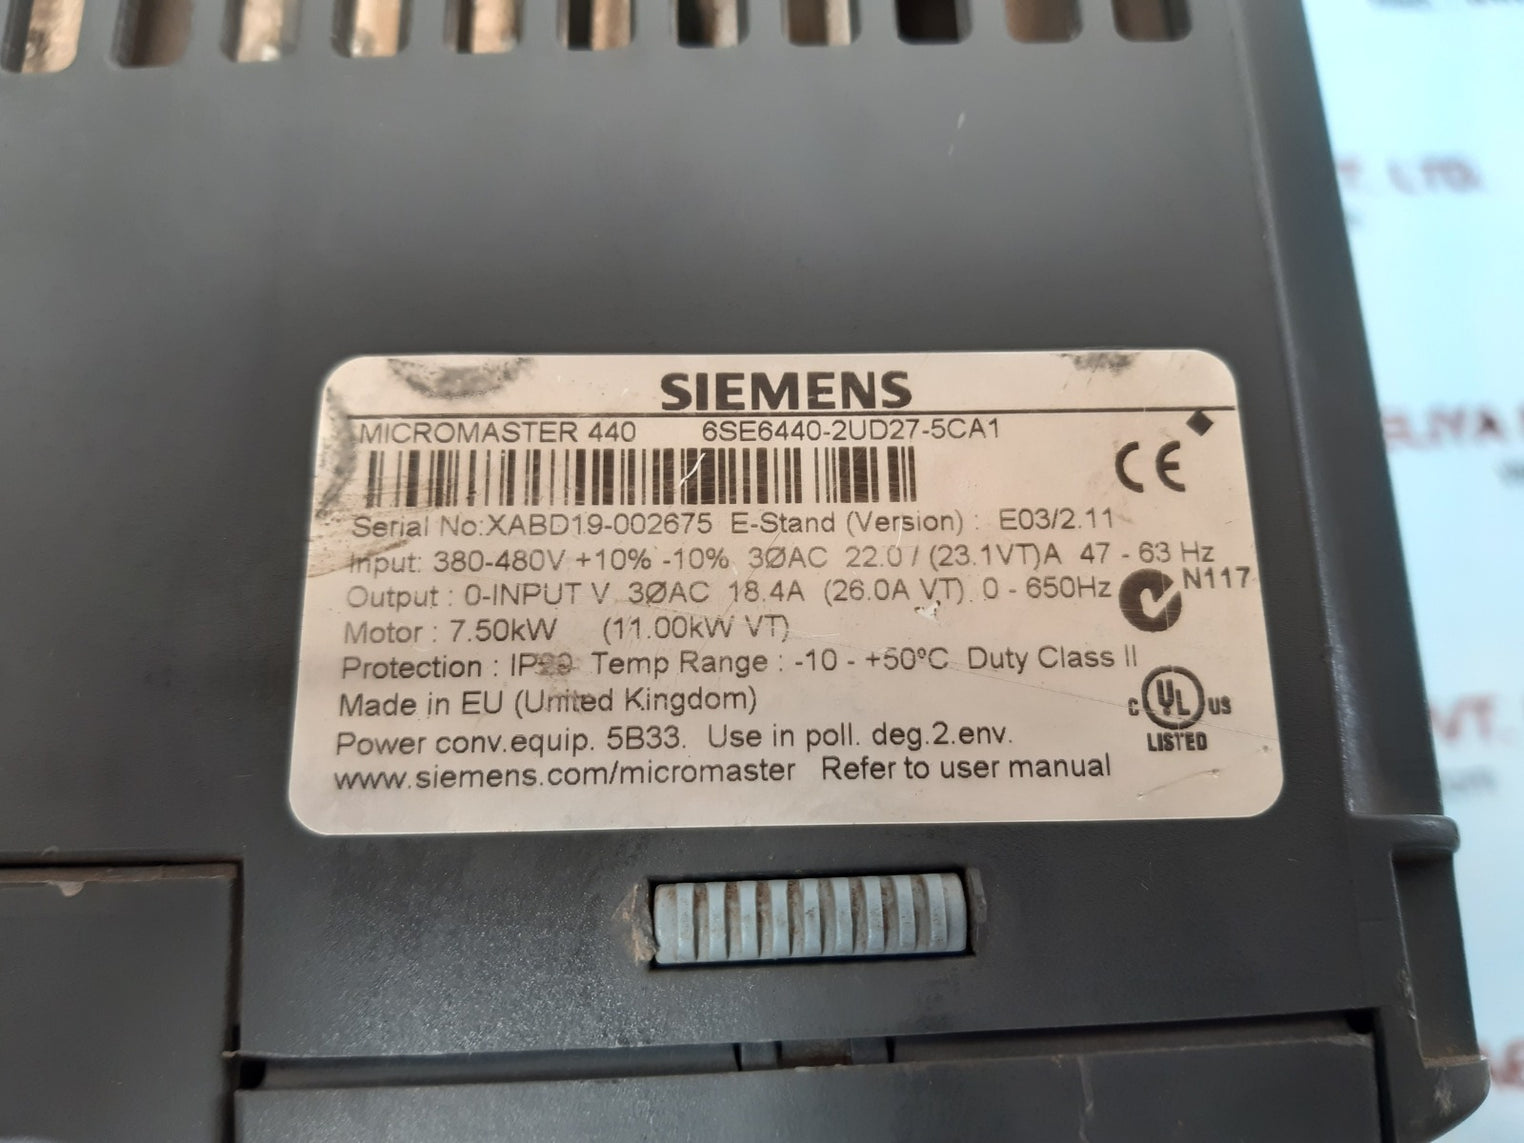 SIEMENS
MICROMASTER 440 6SE6440-2UD27-5CA1
CE
Serial No:XABD19-002675 E-Stand (Version) : E03/2.11
Input: 380-480V +10% -10% 3ØAC 22.0 / (23.1VT)A 47 - 63 Hz
Output : 0-INPUT V 3ØAC 18.4A (26.0A VT) 0 - 650Hz
N117
Motor : 7.50kW (11.00kW VT)
Protection : Temp Range : -10 - +50ºC Duty Class II
Made in EU (United Kingdom)
C UL US
LISTED
Power conv.equip. 5B33. Use in poll. deg.2.env.
www.siemens.com/micromaster Refer to user manual
LTD.